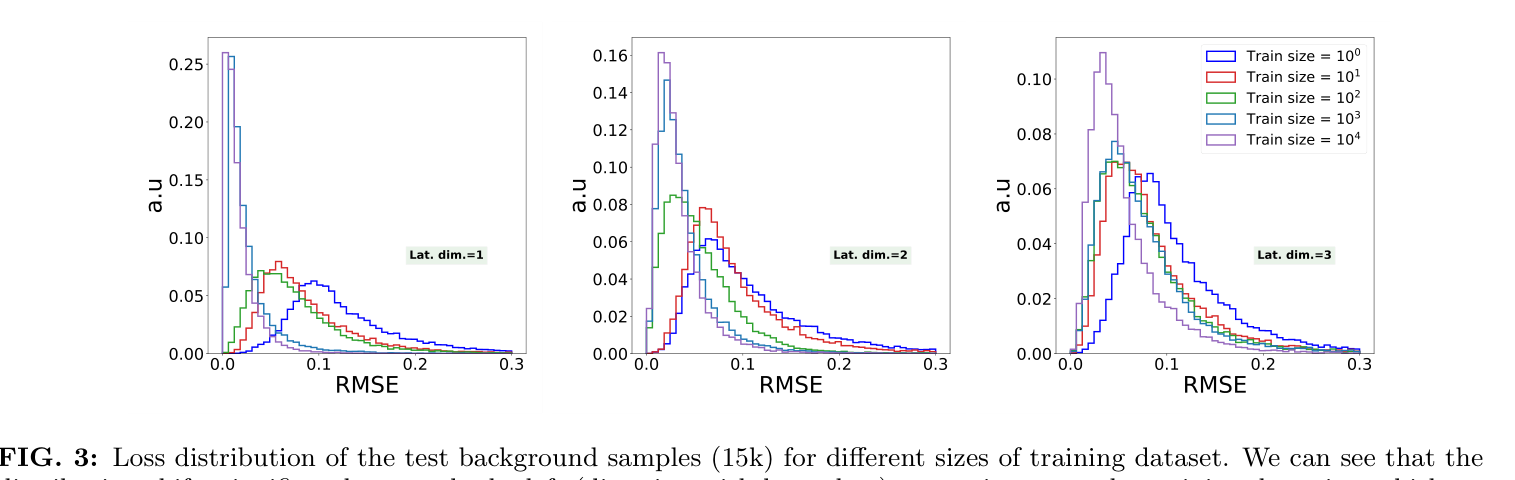 0.25
0.20
0.15
0.10
0.05
0.00
a.u
0.0 0.1 0.2 0.3
RMSE
Lat. dim.=1
0.16
0.14
0.12
0.10
0.08
0.06
0.04
0.02
0.00
a.u
0.0 0.1 0.2 0.3
RMSE
Lat. dim.=2
0.10
0.08
0.06
0.04
0.02
0.00
a.u
0.0 0.1 0.2 0.3
RMSE
Train size = 10⁰
Train size = 10¹
Train size = 10²
Train size = 10³
Train size = 10⁴
Lat. dim.=3
FIG. 3: Loss distribution of the test background samples (15k) for different sizes of training dataset. We can see that the